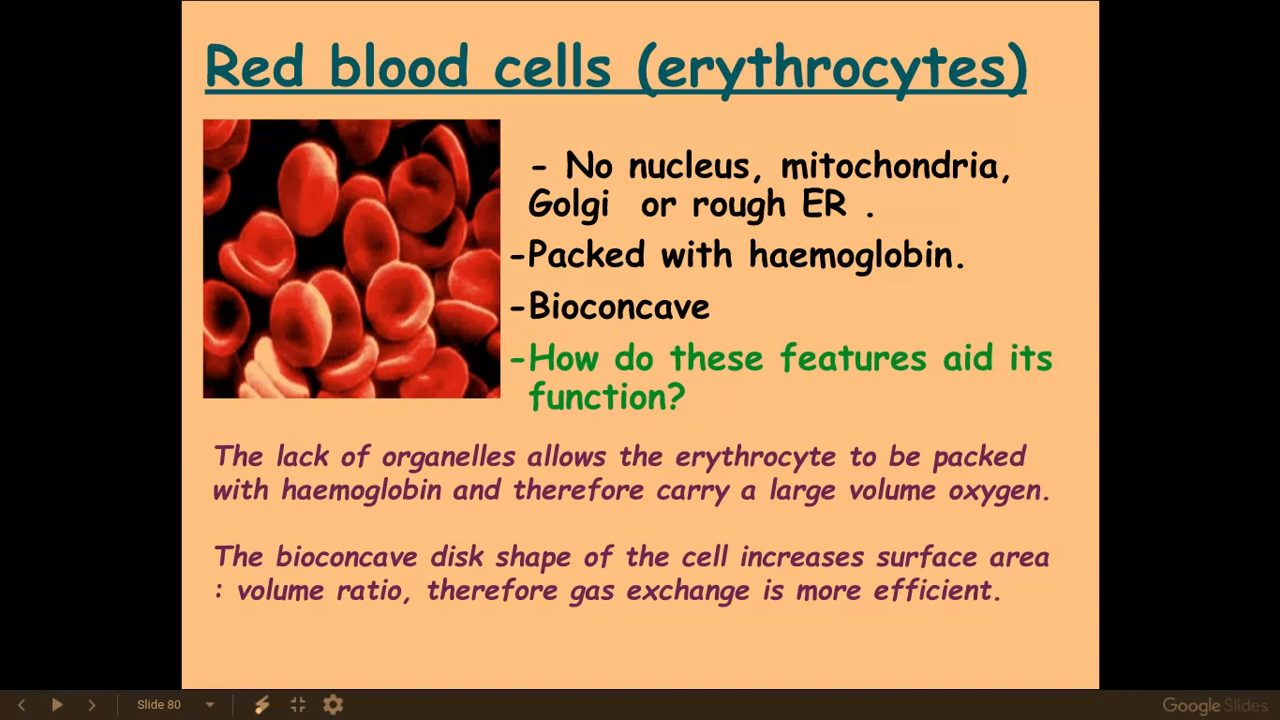 Red blood cells (erythrocytes)
- No nucleus, mitochondria,
Golgi or rough ER .
-Packed with haemoglobin.
-Bioconcave
-How do these features aid its
function?
The lack of organelles allows the erythrocyte to be packed
with haemoglobin and therefore carry a large volume oxygen.
The bioconcave disk shape of the cell increases surface area
: volume ratio, therefore gas exchange is more efficient.
Slide 80
Google Slides